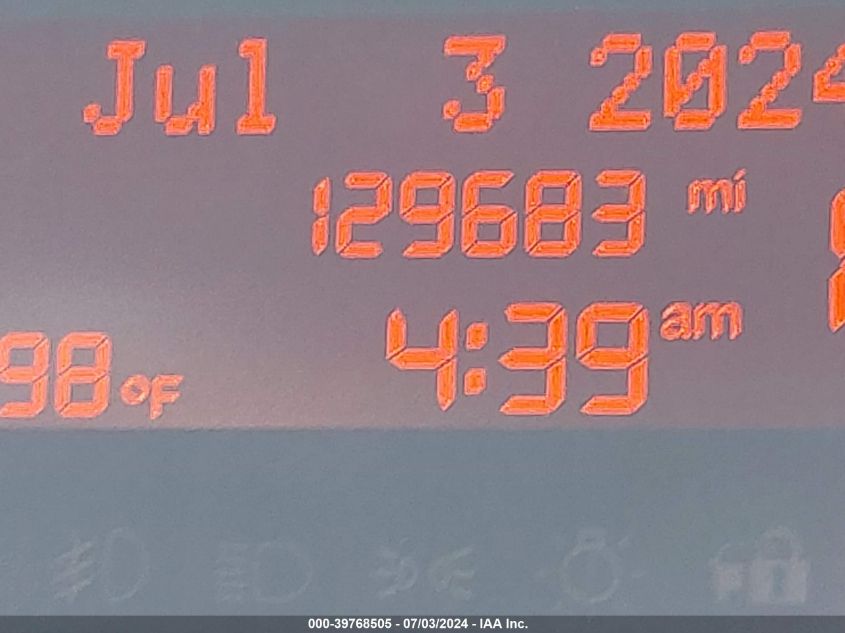 Jul 3 2024
129683 mi
4:39 am
98 °F
000-39768505 - 07/03/2024 - IAA Inc.